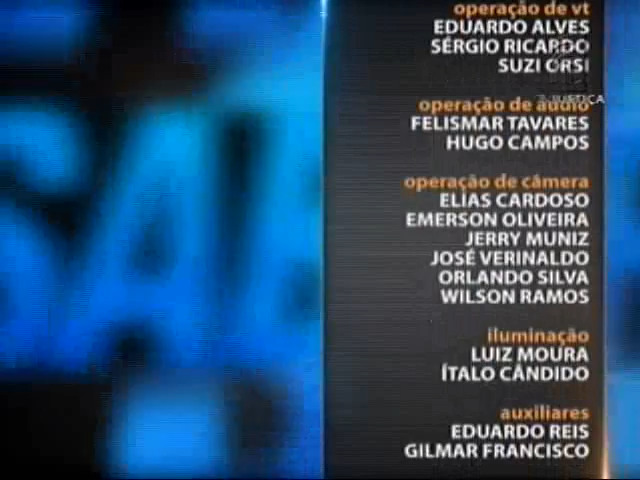 operação de vt
EDUARDO ALVES
SÉRGIO RICARDO
SUZI ORSI
operação de áudio
FELISMAR TAVARES
HUGO CAMPOS
operação de câmera
ELÍAS CARDOSO
EMERSON OLIVEIRA
JERRY MUNIZ
JOSÉ VERINALDO
ORLANDO SILVA
WILSON RAMOS
iluminação
LUIZ MOURA
ÍTALO CÂNDIDO
auxiliares
EDUARDO REIS
GILMAR FRANCISCO